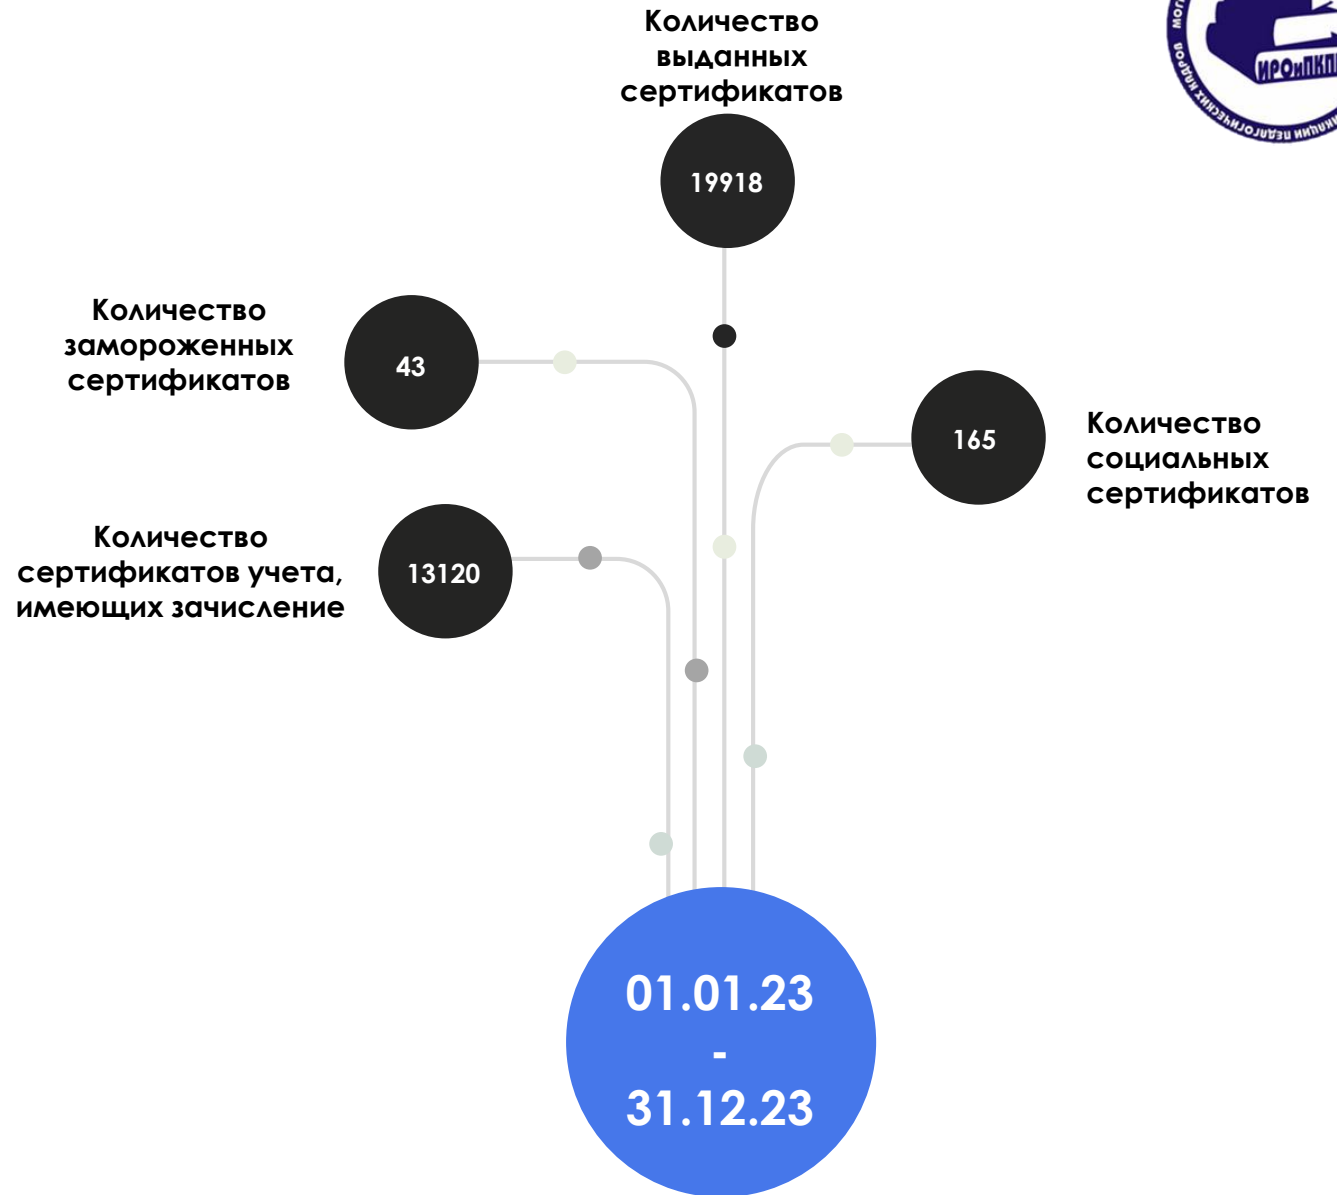 Количество
выданных
сертификатов
19918
ИРОиПКП
Количество
замороженных
сертификатов
43
165
Количество
социальных
сертификатов
Количество
сертификатов учета,
имеющих зачисление
13120
01.01.23
-
31.12.23